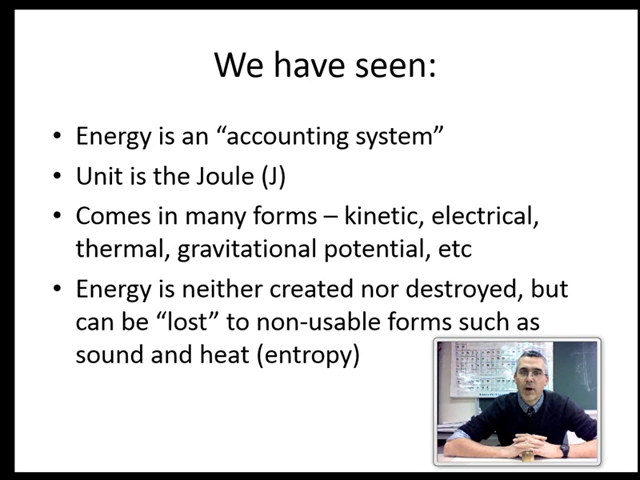 We have seen:
• Energy is an “accounting system”
• Unit is the Joule (J)
• Comes in many forms – kinetic, electrical,
thermal, gravitational potential, etc
• Energy is neither created nor destroyed, but
can be “lost” to non-usable forms such as
sound and heat (entropy)